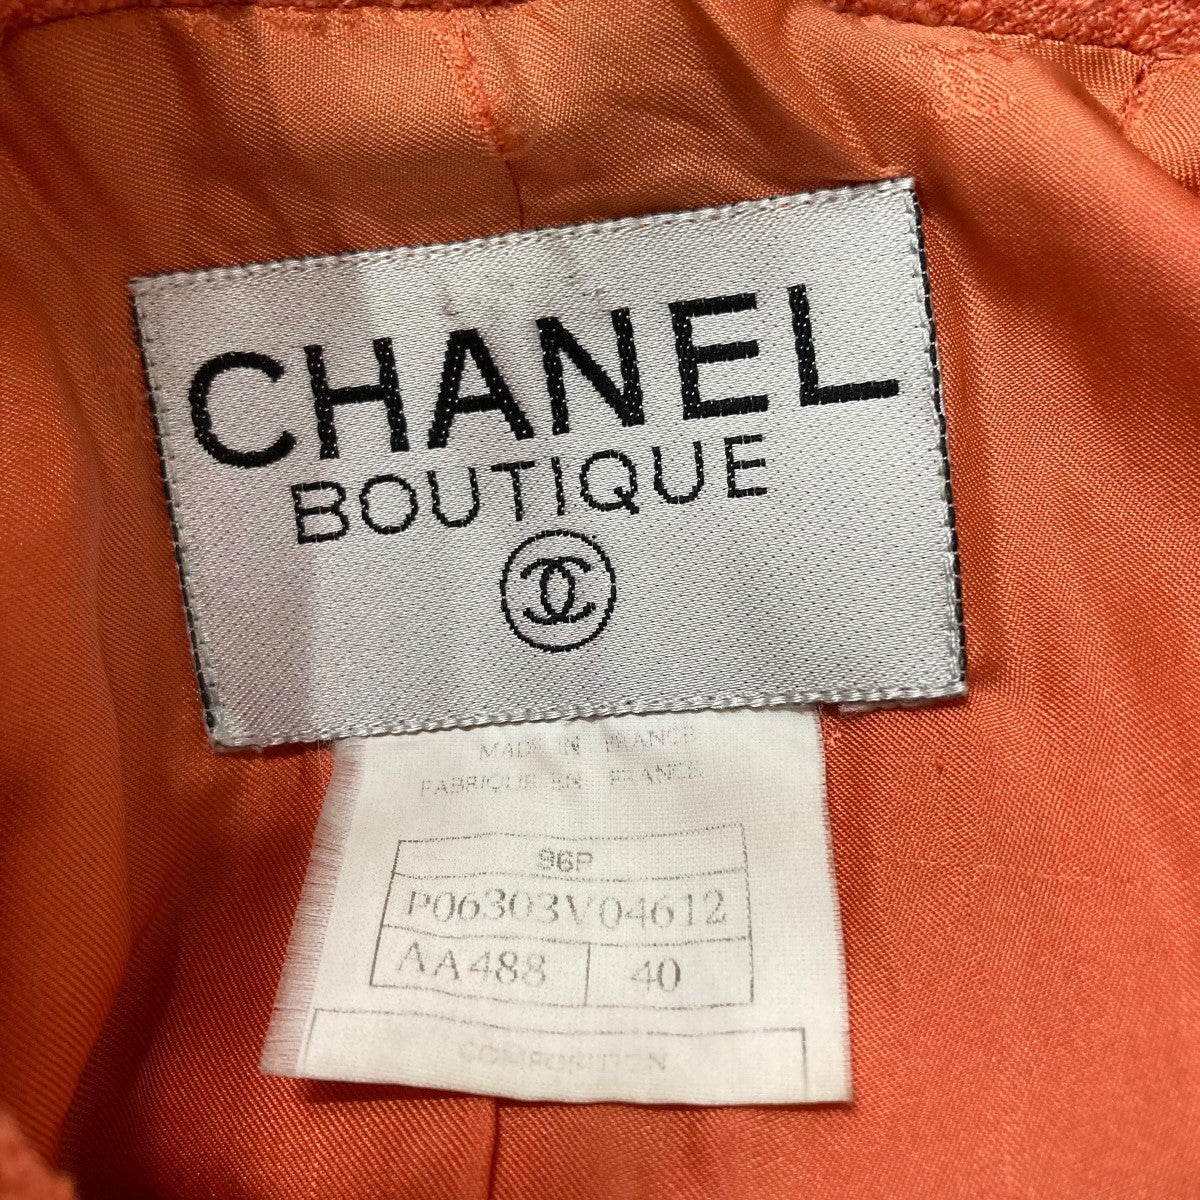 CHANEL
BOUTIQUE
MADE IN FRANCE
FABRIQUE EN FRANCE
96P
P06303V04612
AA488 40
COMPOSITION